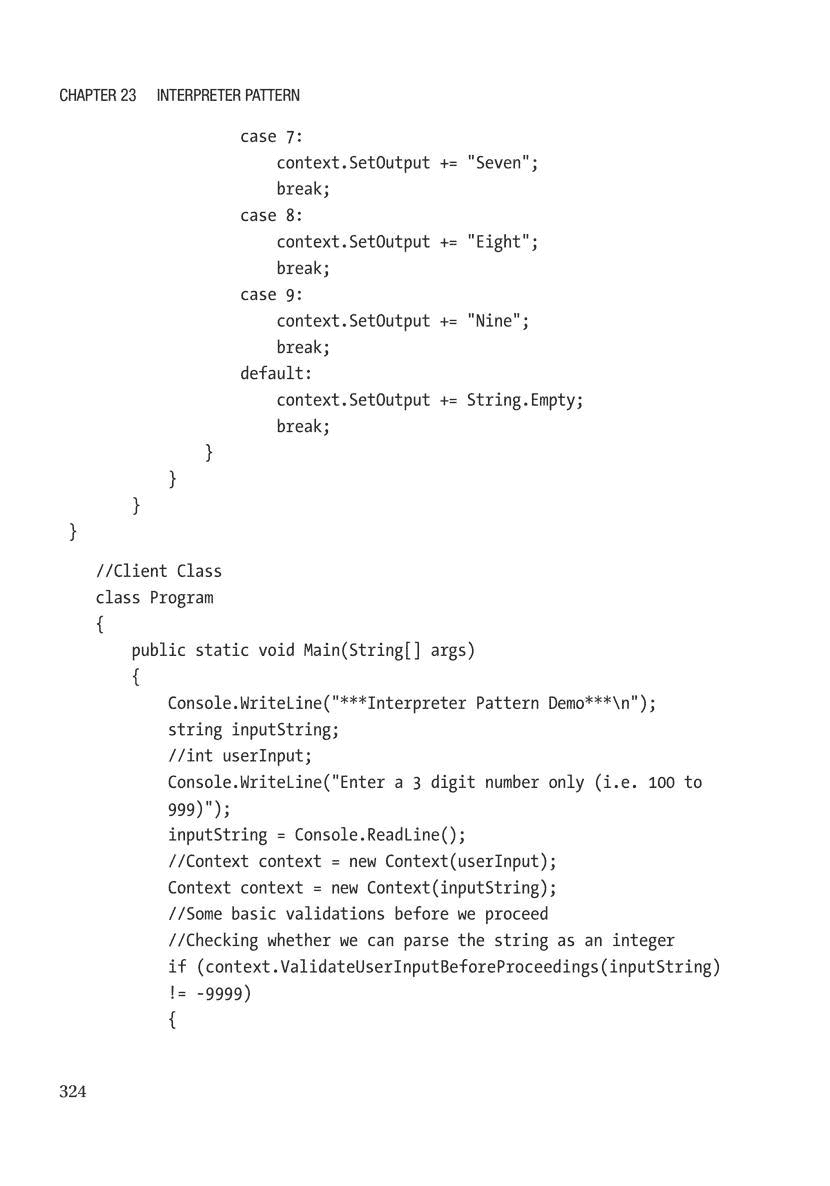 CHAPTER 23 INTERPRETER PATTERN
case 7:
context.SetOutput += "Seven";
break;
case 8:
context.SetOutput += "Eight";
break;
case 9:
context.SetOutput += "Nine";
break;
default:
context.SetOutput += String.Empty;
break;
}
}
}
}
//Client Class
class Program
{
public static void Main(String[] args)
{
Console.WriteLine("***Interpreter Pattern Demo***\n");
string inputString;
//int userInput;
Console.WriteLine("Enter a 3 digit number only (i.e. 100 to
999)");
inputString = Console.ReadLine();
//Context context = new Context(userInput);
Context context = new Context(inputString);
//Some basic validations before we proceed
//Checking whether we can parse the string as an integer
if (context.ValidateUserInputBeforeProceedings(inputString)
!= -9999)
{
324